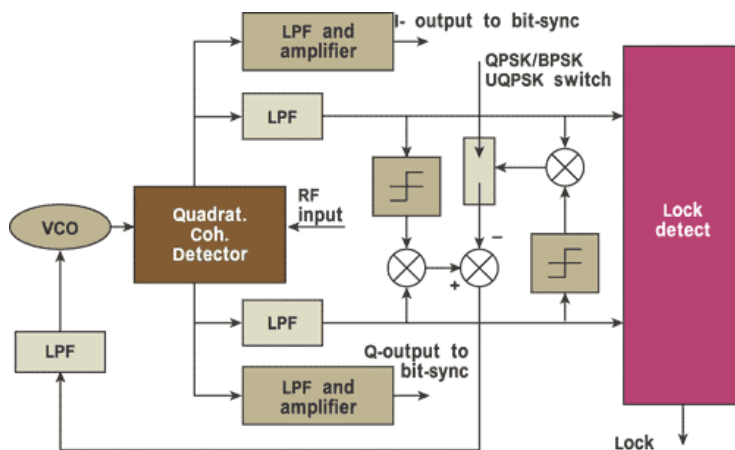 LPF and
amplifier
I- output to bit-sync
QPSK/BPSK
UQPSK switch
LPF
RF
input
Quadrat.
Coh.
Detector
VCO
Lock
detect
−
+
LPF
LPF
Q-output to
bit-sync
LPF and
amplifier
Lock